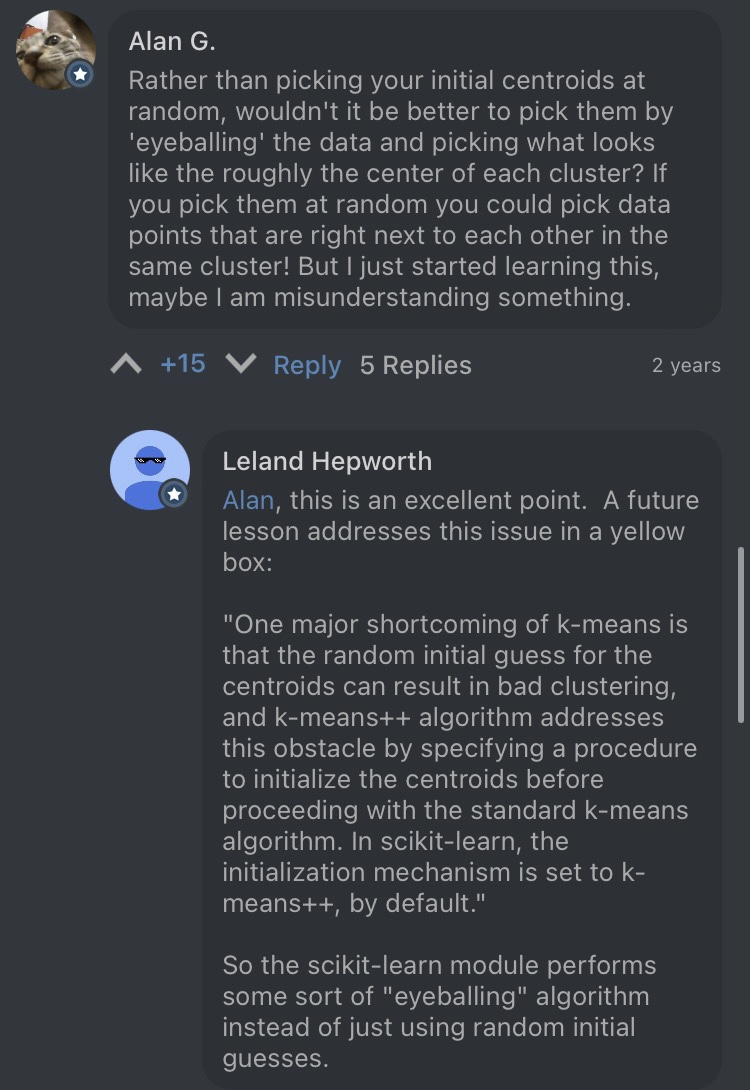 Alan G.
Rather than picking your initial centroids at
random, wouldn't it be better to pick them by
'eyeballing' the data and picking what looks
like the roughly the center of each cluster? If
you pick them at random you could pick data
points that are right next to each other in the
same cluster! But I just started learning this,
maybe I am misunderstanding something.
+15 Reply 5 Replies 2 years
Leland Hepworth
Alan, this is an excellent point. A future
lesson addresses this issue in a yellow
box:
"One major shortcoming of k-means is
that the random initial guess for the
centroids can result in bad clustering,
and k-means++ algorithm addresses
this obstacle by specifying a procedure
to initialize the centroids before
proceeding with the standard k-means
algorithm. In scikit-learn, the
initialization mechanism is set to k-
means++, by default."
So the scikit-learn module performs
some sort of "eyeballing" algorithm
instead of just using random initial
guesses.